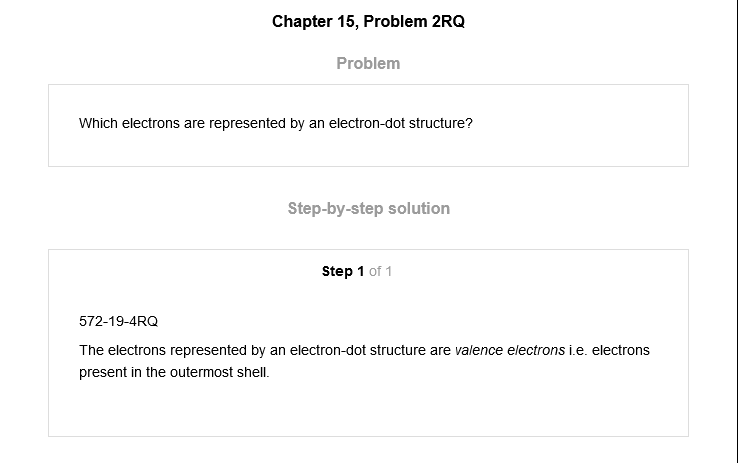 Chapter 15, Problem 2RQ
Problem
Which electrons are represented by an electron-dot structure?
Step-by-step solution
Step 1 of 1
572-19-4RQ
The electrons represented by an electron-dot structure are valence electrons i.e. electrons
present in the outermost shell.